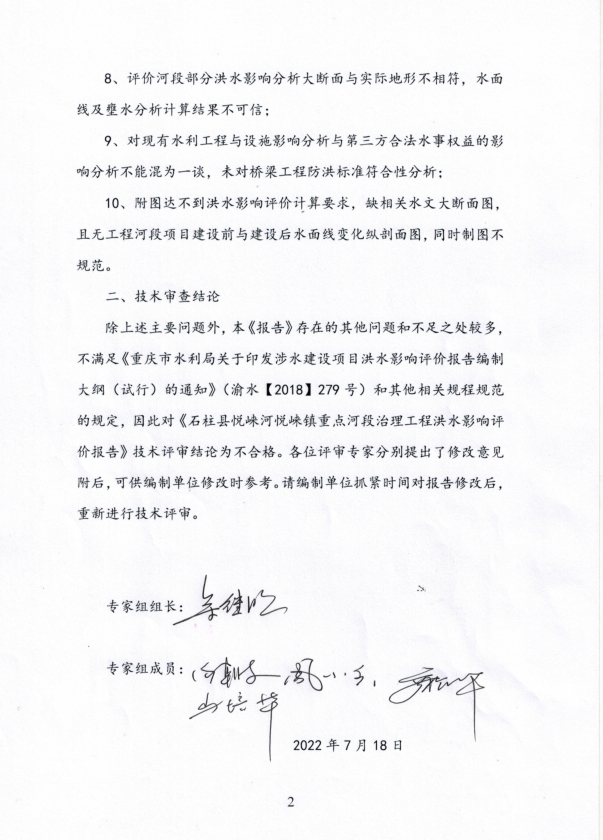 8、评价河段部分洪水影响分析大断面与实际地形不相符，水面
线及壅水分析计算结果不可信；
9、对现有水利工程与设施影响分析与第三方合法水事权益的影
响分析不能混为一谈，未对桥梁工程防洪标准符合性分析；
10、附图达不到洪水影响评价计算要求，缺相关水文大断面图，
且无工程河段项目建设前与建设后水面线变化纵剖面图，同时制图不
规范。
二、技术审查结论
除上述主要问题外，本《报告》存在的其他问题和不足之处较多，
不满足《重庆市水利局关于印发涉水建设项目洪水影响评价报告编制
大纲（试行）的通知》（渝水【2018】279 号）和其他相关规程规范
的规定，因此对《石柱县悦崃河悦崃镇重点河段治理工程洪水影响评
价报告》技术评审结论为不合格。各位评审专家分别提出了修改意见
附后，可供编制单位修改时参考。请编制单位抓紧时间对报告修改后，
重新进行技术评审。
专家组组长：
专家组成员：
2022 年 7 月 18 日
2